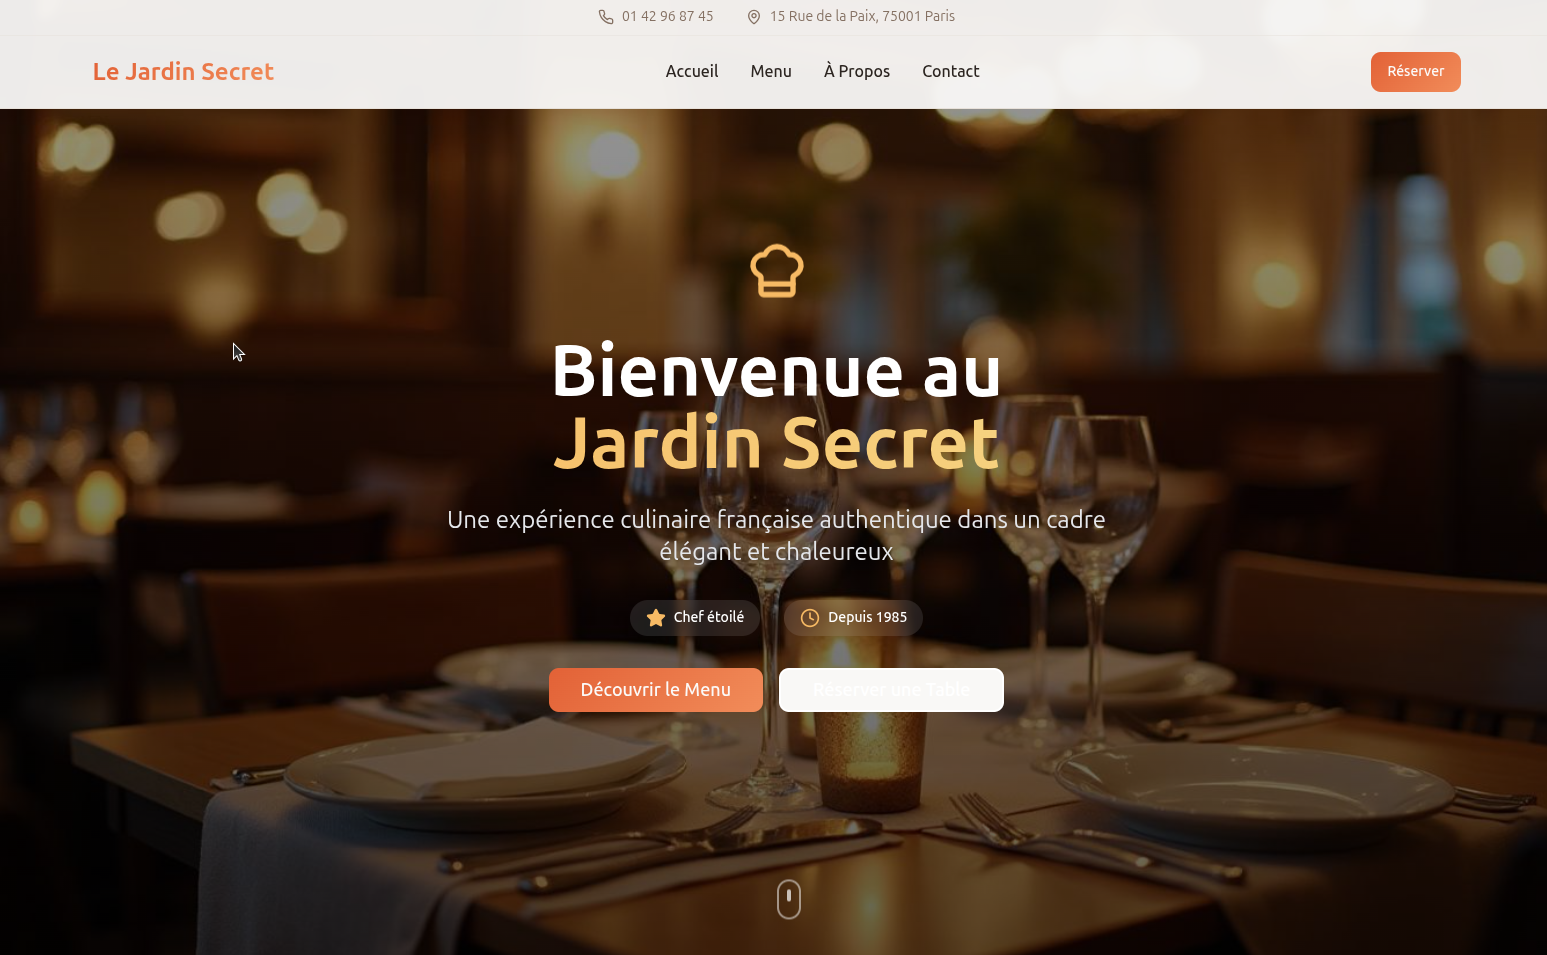 01 42 96 87 45
15 Rue de la Paix, 75001 Paris
Le Jardin Secret
Accueil
Menu
À Propos
Contact
Réserver
Bienvenue au
Jardin Secret
Une expérience culinaire française authentique dans un cadre
élégant et chaleureux
Chef étoilé
Depuis 1985
Découvrir le Menu
Réserver une Table